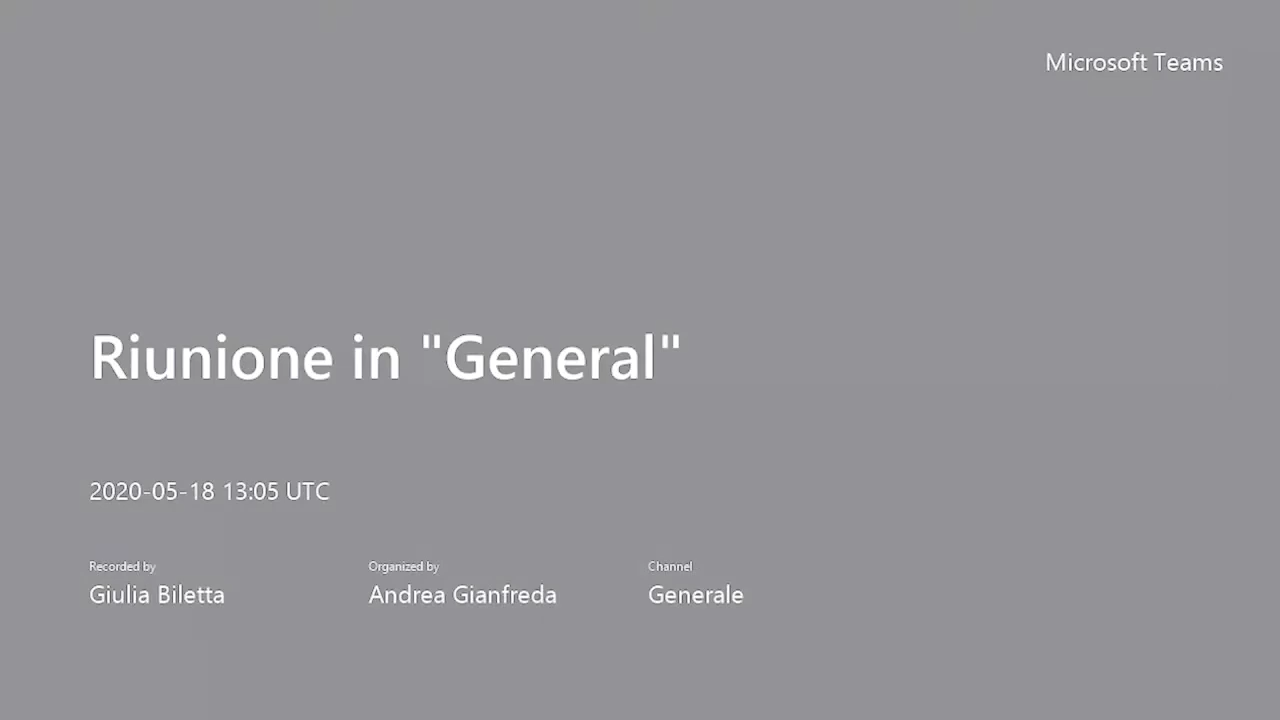 Microsoft Teams
Riunione in "General"
2020-05-18 13:05 UTC
Recorded by
Giulia Biletta
Organized by
Andrea Gianfreda
Channel
Generale